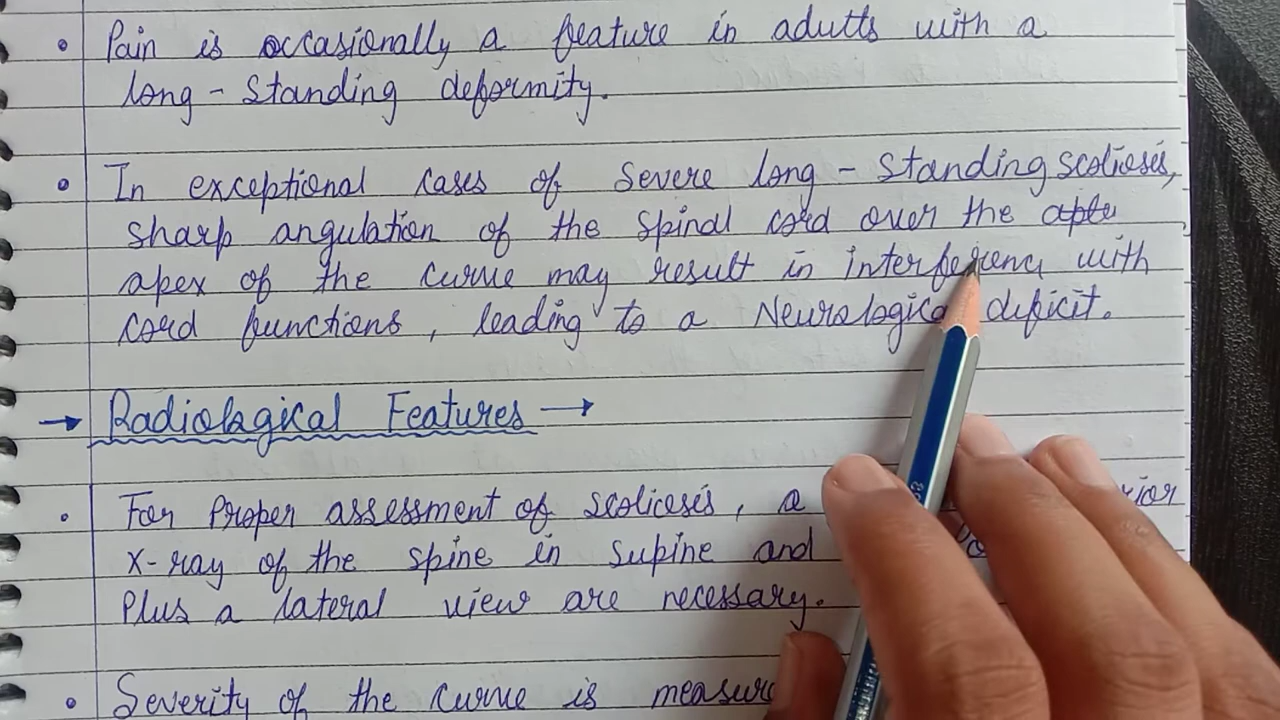 • Pain is occasionally a feature in adults with a
long - standing deformity.
• In exceptional cases of severe long - standing scoliosis,
sharp angulation of the spinal cord over the
apex of the curve may result in interference with
cord functions, leading to a Neurological deficit.
→ Radiological Features →
• For Proper assessment of scoliosis, a
x-ray of the spine in supine and
Plus a lateral view are necessary.
• Severity of the curve is